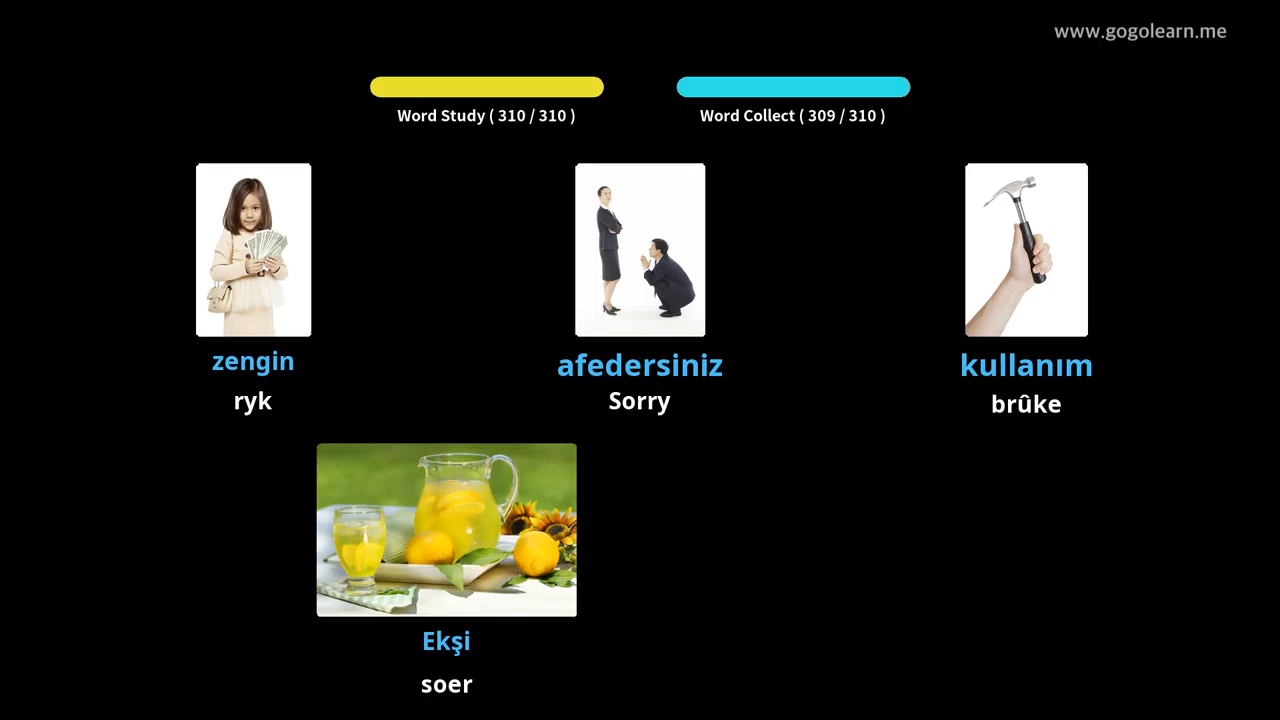 www.gogolearn.me
Word Study ( 310 / 310 )
Word Collect ( 309 / 310 )
zengin
ryk
afedersiniz
Sorry
kullanım
brûke
Ekşi
soer